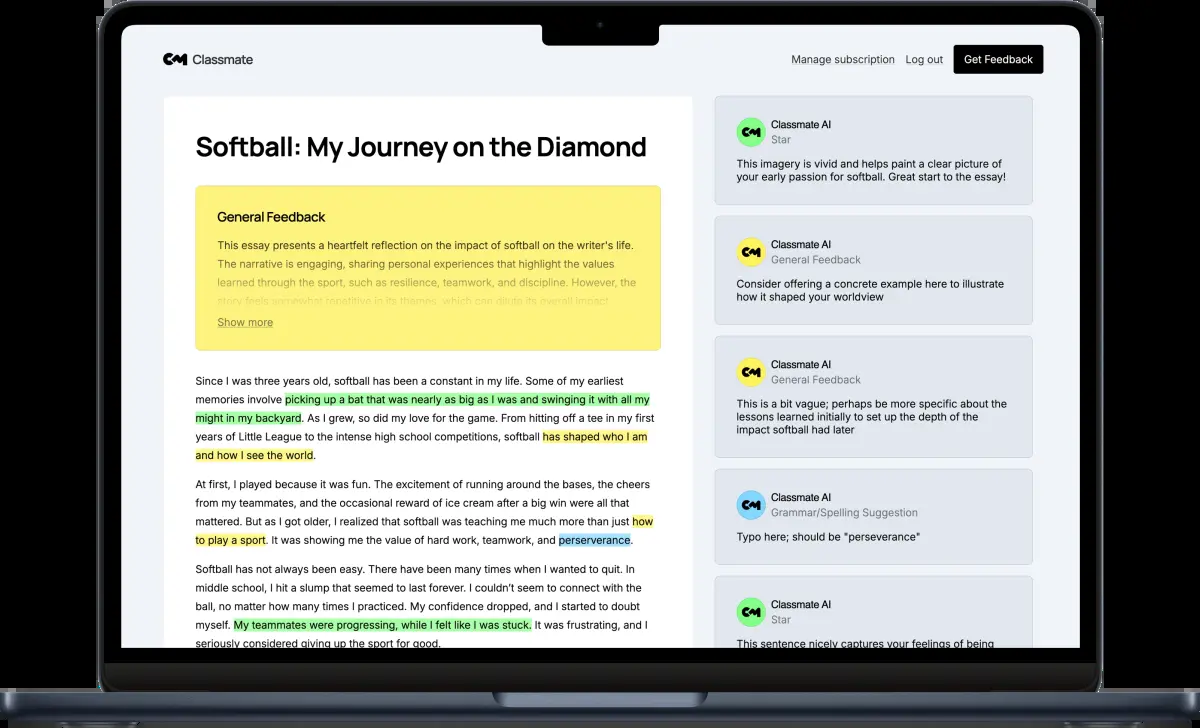 CM Classmate
Manage subscription
Log out
Get Feedback
Softball: My Journey on the Diamond
General Feedback
This essay presents a heartfelt reflection on the impact of softball on the writer's life.
The narrative is engaging, sharing personal experiences that highlight the values
learned through the sport, such as resilience, teamwork, and discipline. However, the
story feels somewhat repetitive in its themes, which can dilute its overall impact.
Show more
Since I was three years old, softball has been a constant in my life. Some of my earliest
memories involve picking up a bat that was nearly as big as I was and swinging it with all my
might in my backyard. As I grew, so did my love for the game. From hitting off a tee in my first
years of Little League to the intense high school competitions, softball has shaped who I am
and how I see the world.
At first, I played because it was fun. The excitement of running around the bases, the cheers
from my teammates, and the occasional reward of ice cream after a big win were all that
mattered. But as I got older, I realized that softball was teaching me much more than just how
to play a sport. It was showing me the value of hard work, teamwork, and perserverance.
Softball has not always been easy. There have been many times when I wanted to quit. In
middle school, I hit a slump that seemed to last forever. I couldn't seem to connect with the
ball, no matter how many times I practiced. My confidence dropped, and I started to doubt
myself. My teammates were progressing, while I felt like I was stuck. It was frustrating, and I
seriously considered giving up the sport for good.
CM
Classmate AI
Star
This imagery is vivid and helps paint a clear picture of
your early passion for softball. Great start to the essay!
CM
Classmate AI
General Feedback
Consider offering a concrete example here to illustrate
how it shaped your worldview
CM
Classmate AI
General Feedback
This is a bit vague; perhaps be more specific about the
lessons learned initially to set up the depth of the
impact softball had later
CM
Classmate AI
Grammar/Spelling Suggestion
Typo here; should be "perseverance"
CM
Classmate AI
Star
This sentence nicely captures your feelings of being